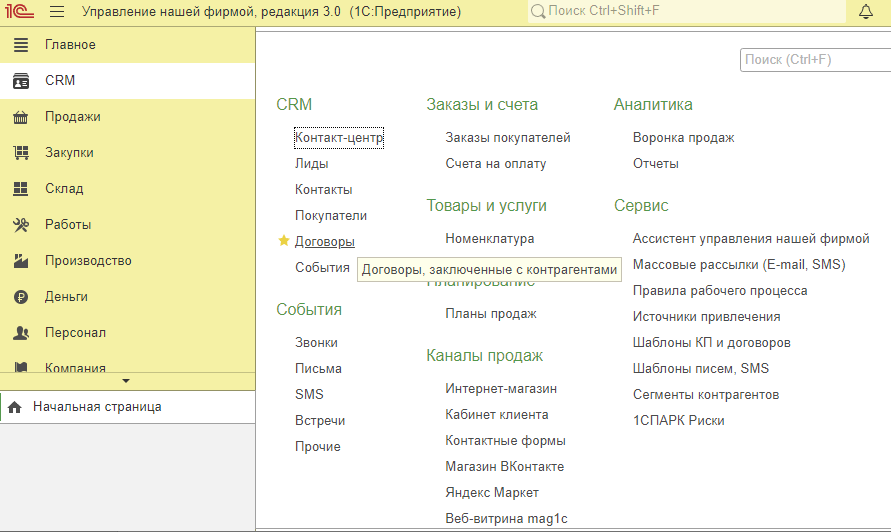 1С Управление нашей фирмой, редакция 3.0 (1С:Предприятие)
Поиск Ctrl+Shift+F
Главное
CRM
Продажи
Закупки
Склад
Работы
Производство
Деньги
Персонал
Компания
Начальная страница
Поиск (Ctrl+F)
CRM
Контакт-центр
Лиды
Контакты
Покупатели
Договоры
События
Договоры, заключенные с контрагентами
События
Звонки
Письма
SMS
Встречи
Прочие
Заказы и счета
Заказы покупателей
Счета на оплату
Товары и услуги
Номенклатура
Планирование
Планы продаж
Каналы продаж
Интернет-магазин
Кабинет клиента
Контактные формы
Магазин ВКонтакте
Яндекс Маркет
Веб-витрина mag1c
Аналитика
Воронка продаж
Отчеты
Сервис
Ассистент управления нашей фирмой
Массовые рассылки (E-mail, SMS)
Правила рабочего процесса
Источники привлечения
Шаблоны КП и договоров
Шаблоны писем, SMS
Сегменты контрагентов
1СПАРК Риски